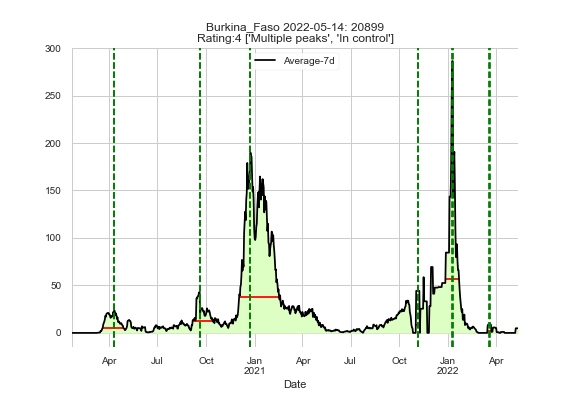 Burkina_Faso 2022-05-14: 20899
Rating:4 ['Multiple peaks', 'In control']
Average-7d
300
250
200
150
100
50
0
Apr Jul Oct Jan Apr Jul Oct Jan Apr
2021 2022
Date